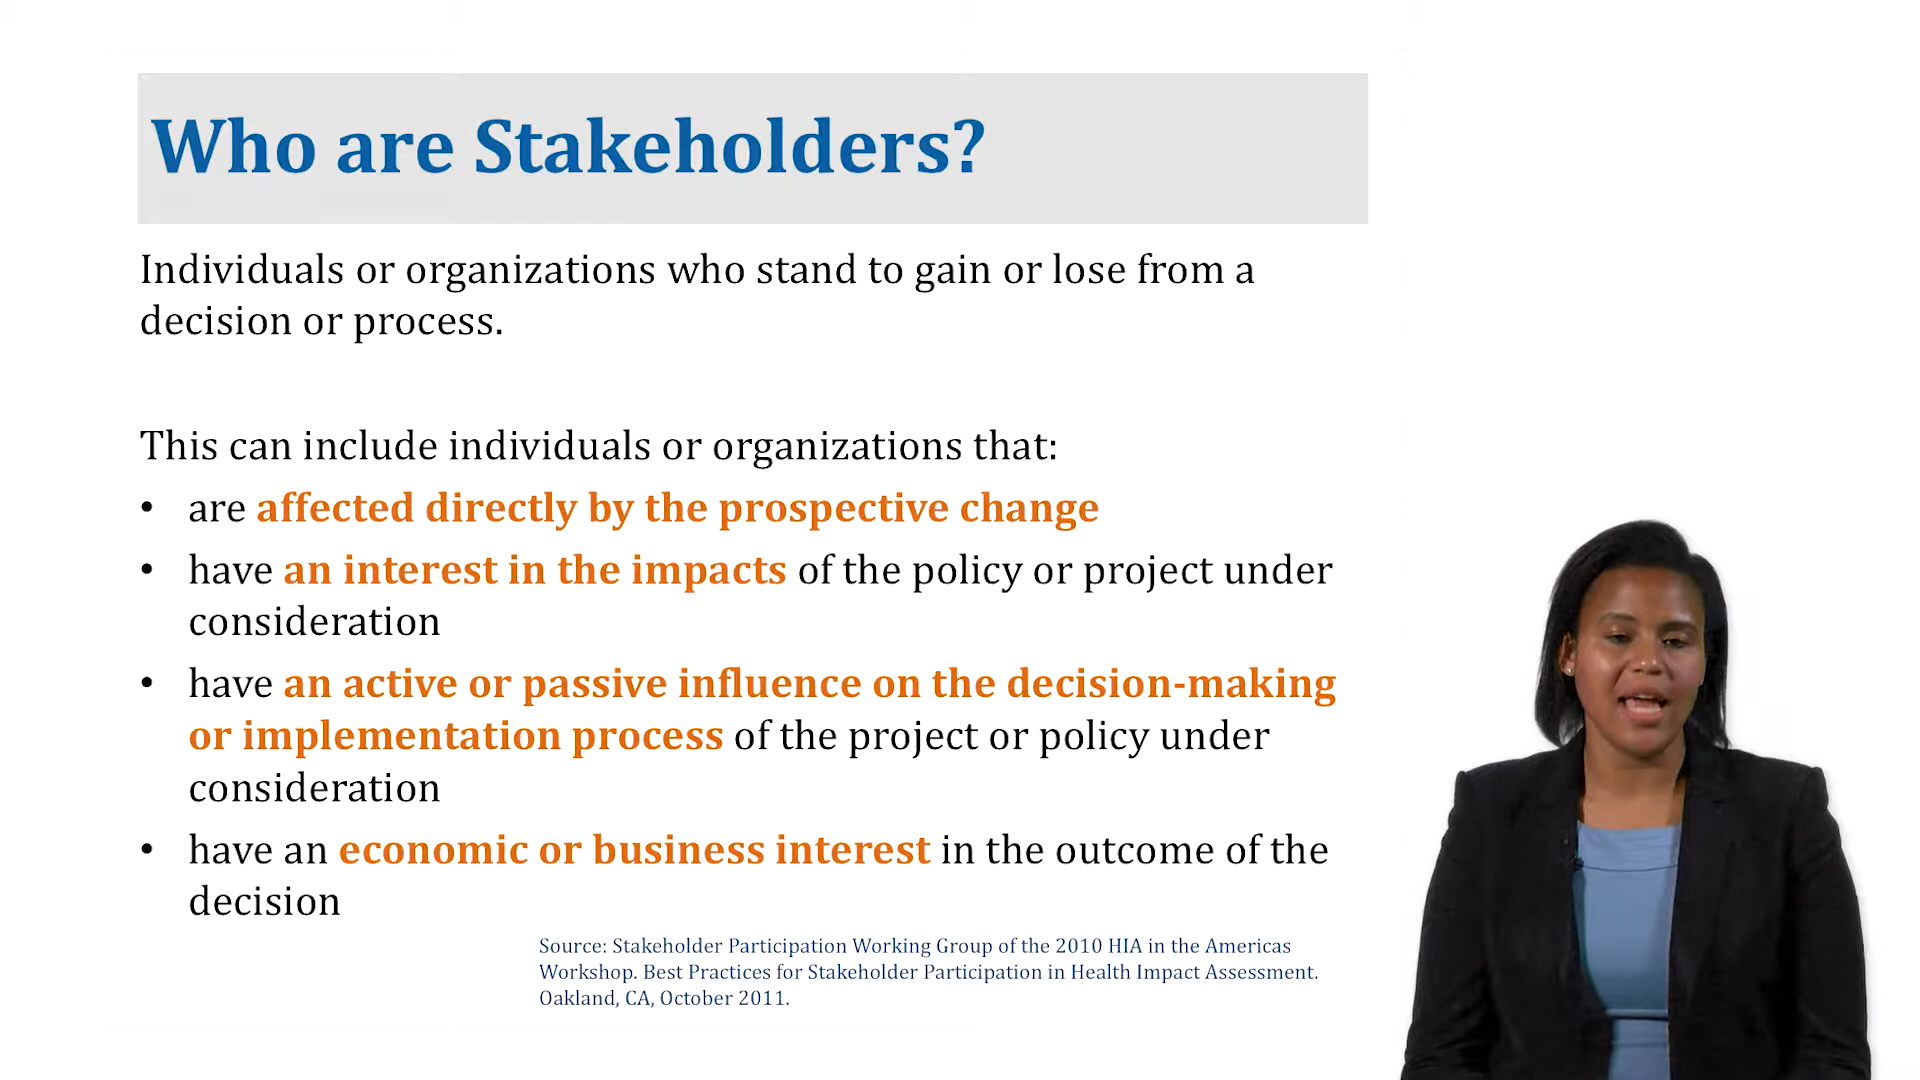 Who are Stakeholders?
Individuals or organizations who stand to gain or lose from a
decision or process.
This can include individuals or organizations that:
• are affected directly by the prospective change
• have an interest in the impacts of the policy or project under
consideration
• have an active or passive influence on the decision-making
or implementation process of the project or policy under
consideration
• have an economic or business interest in the outcome of the
decision
Source: Stakeholder Participation Working Group of the 2010 HIA in the Americas
Workshop. Best Practices for Stakeholder Participation in Health Impact Assessment.
Oakland, CA, October 2011.